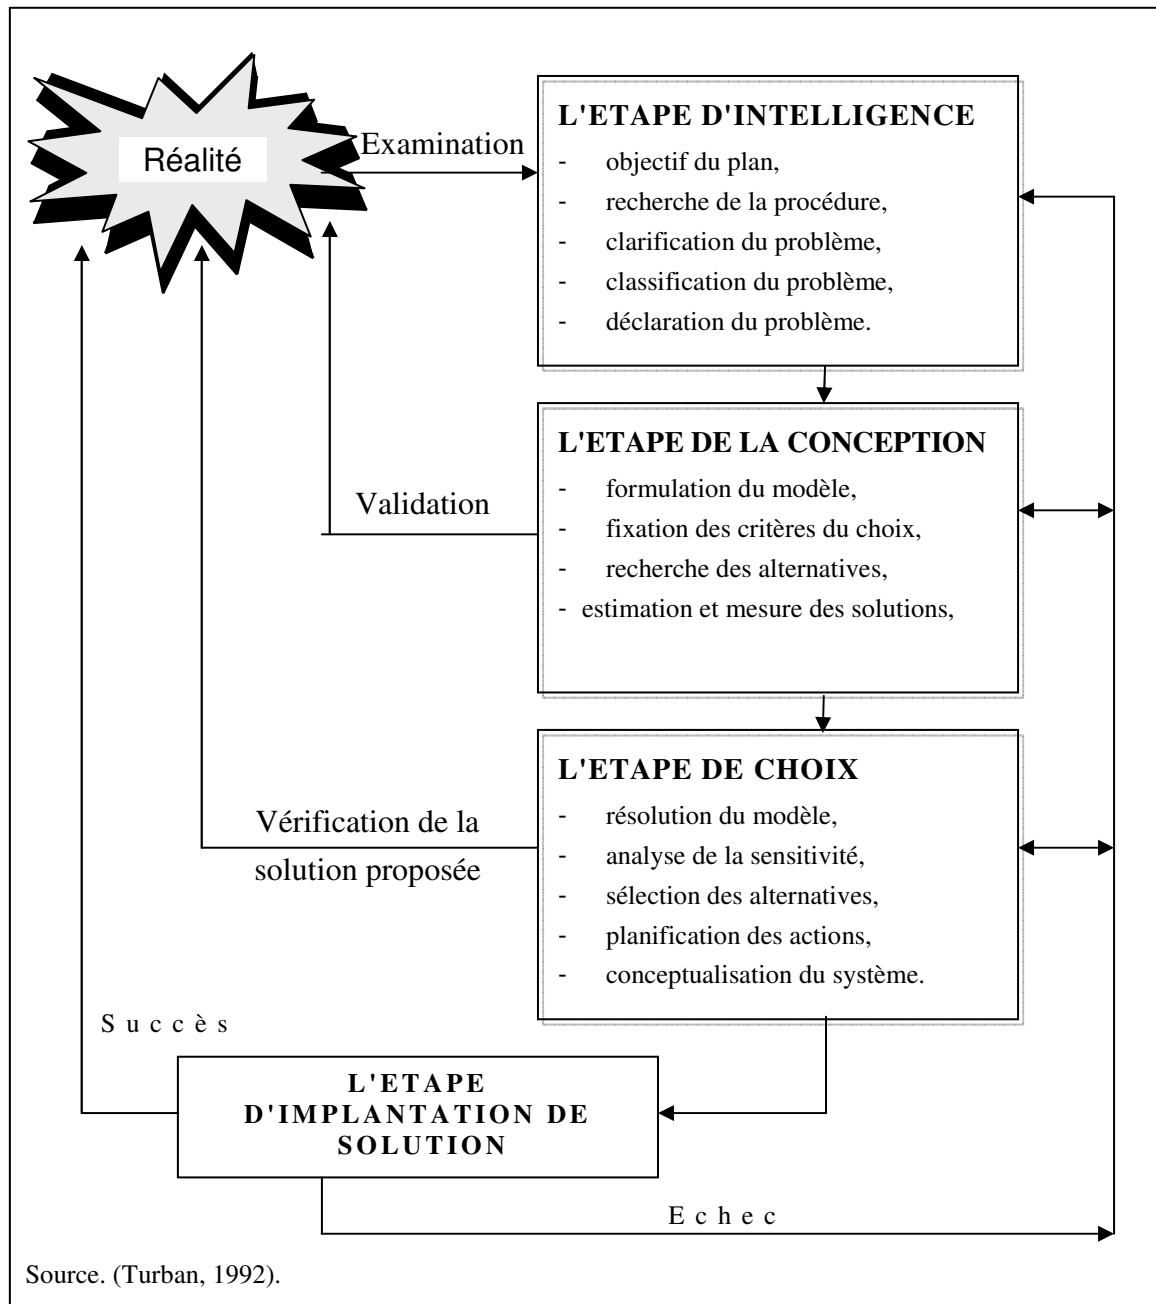 Réalité
Examination
L'ETAPE D'INTELLIGENCE
- objectif du plan,
- recherche de la procédure,
- clarification du problème,
- classification du problème,
- déclaration du problème.
L'ETAPE DE LA CONCEPTION
- formulation du modèle,
- fixation des critères du choix,
- recherche des alternatives,
- estimation et mesure des solutions,
Validation
L'ETAPE DE CHOIX
- résolution du modèle,
- analyse de la sensitivité,
- sélection des alternatives,
- planification des actions,
- conceptualisation du système.
Vérification de la
solution proposée
Succès
L'ETAPE
D'IMPLANTATION DE
SOLUTION
Echec
Source. (Turban, 1992).